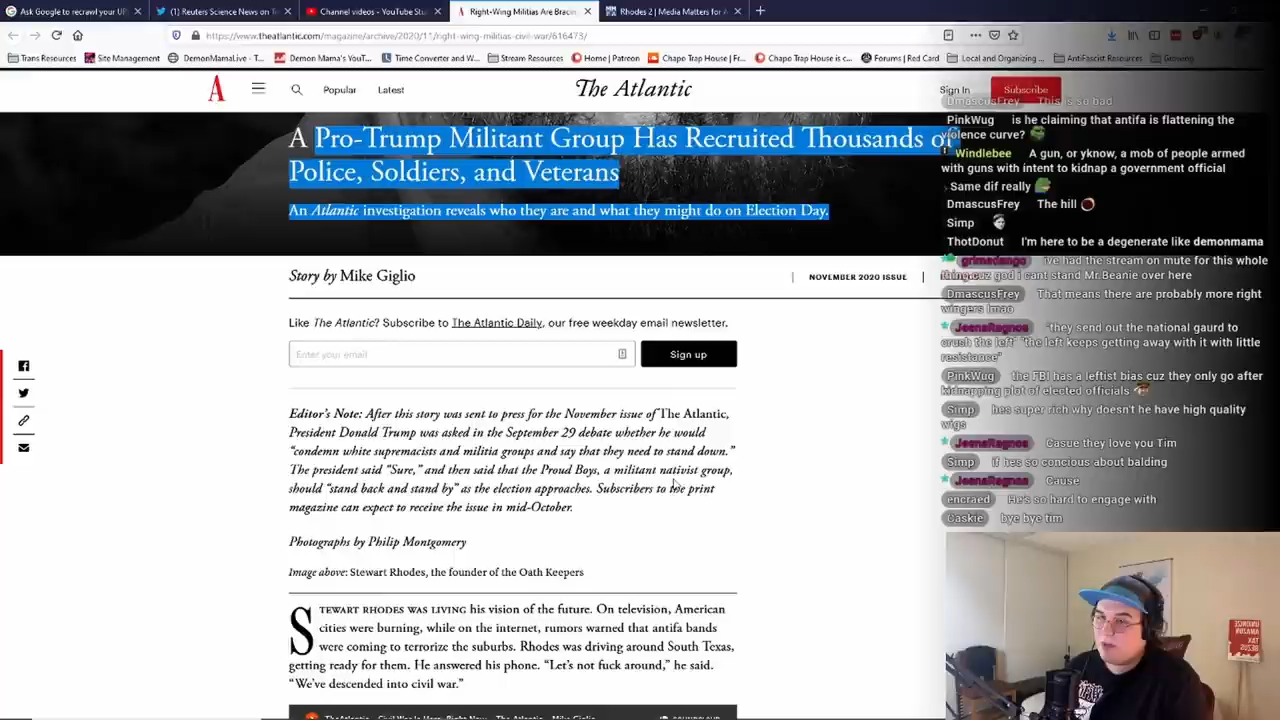 Ask Google to recrawl your UR
(1) Reuters Science News on T
Channel videos - YouTube Stu
Right-Wing Militias Are Bracin
Rhodes 2 | Media Matters for A
https://www.theatlantic.com/magazine/archive/2020/11/right-wing-militias-civil-war/616473/
Trans Resources
Site Management
DemonMamaLive - T...
Demon Mama's YouT...
Time Converter and W...
Stream Resources
Home | Patreon
Chapo Trap House | Fr...
Chapo Trap House is c...
Forums | Red Card
Local and Organizing ...
AntiFascist Resources
Growing
Popular
Latest
The Atlantic
Sign In
Subscribe
A Pro-Trump Militant Group Has Recruited Thousands of
Police, Soldiers, and Veterans
An Atlantic investigation reveals who they are and what they might do on Election Day.
Story by Mike Giglio
NOVEMBER 2020 ISSUE
Like The Atlantic? Subscribe to The Atlantic Daily, our free weekday email newsletter.
Enter your email
Sign up
Editor's Note: After this story was sent to press for the November issue of The Atlantic,
President Donald Trump was asked in the September 29 debate whether he would
“condemn white supremacists and militia groups and say that they need to stand down.”
The president said “Sure,” and then said that the Proud Boys, a militant nativist group,
should “stand back and stand by” as the election approaches. Subscribers to the print
magazine can expect to receive the issue in mid-October.
Photographs by Philip Montgomery
Image above: Stewart Rhodes, the founder of the Oath Keepers
STEWART RHODES WAS LIVING his vision of the future. On television, American
cities were burning, while on the internet, rumors warned that antifa bands
were coming to terrorize the suburbs. Rhodes was driving around South Texas,
getting ready for them. He answered his phone. “Let's not fuck around,” he said.
“We've descended into civil war.”
TheAtlantic · Civil War Is Here, Right Now - The Atlantic - Mike Giglio
SOUNDCLOUD
DmascusFrey This is so bad
PinkWug is he claiming that antifa is flattening the
violence curve?
Windlebee A gun, or yknow, a mob of people armed
with guns with intent to kidnap a government official
Same dif really
DmascusFrey The hill
Simp
ThotDonut I'm here to be a degenerate like demonmama
grimadango ive had the stream on mute for this whole
thing cuz god i cant stand Mr.Beanie over here
DmascusFrey That means there are probably more right
wingers lmao
JeenaRagnos "they send out the national gaurd to
crush the left" "the left keeps getting away with it with little
resistance"
PinkWug the FBI has a leftist bias cuz they only go after
kidnapping plot of elected officials
Simp hes super rich why doesn't he have high quality
wigs
JeenaRagnos Casue they love you Tim
Simp if hes so concious about balding
JeenaRagnos Cause
encraed He's so hard to engage with
Caskie bye bye tim